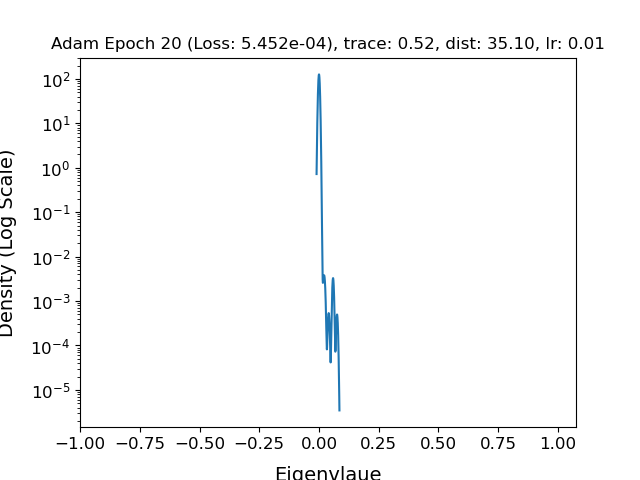 Adam Epoch 20 (Loss: 5.452e-04), trace: 0.52, dist: 35.10, lr: 0.01
Density (Log Scale)
10²
10¹
10⁰
10⁻¹
10⁻²
10⁻³
10⁻⁴
10⁻⁵
−1.00 −0.75 −0.50 −0.25 0.00 0.25 0.50 0.75 1.00
Eigenvlaue